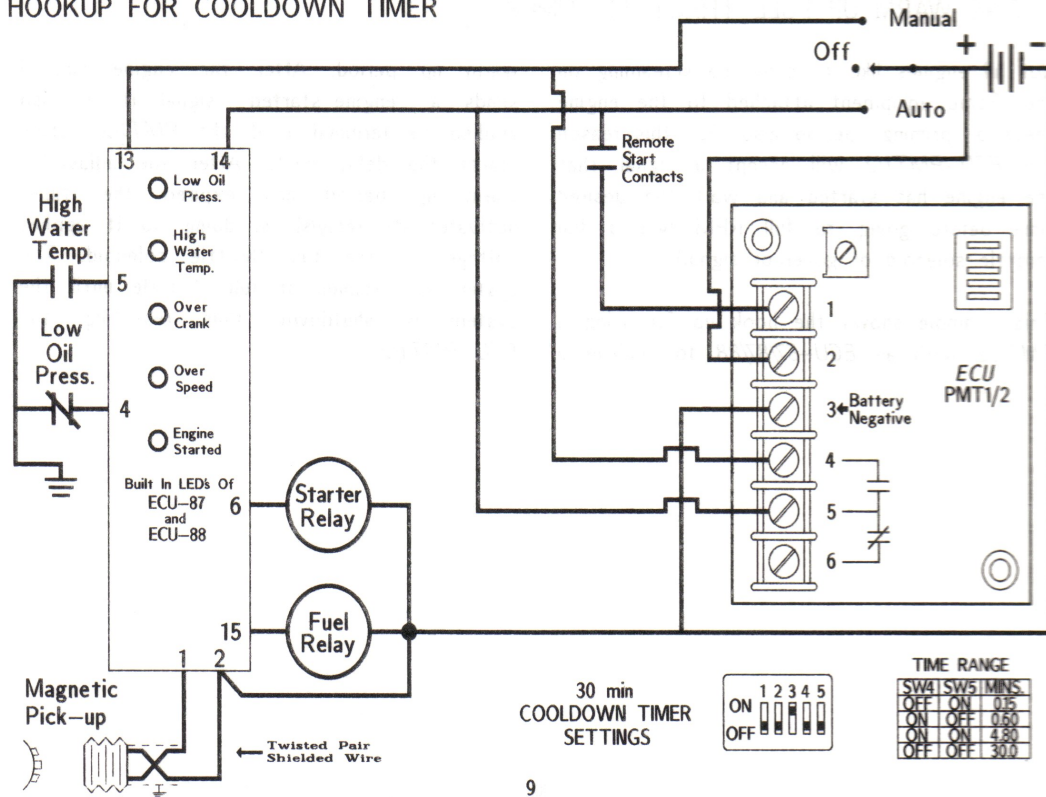 HOOKUP FOR COOLDOWN TIMER
Manual
Off
+ -
Auto
13 14
Remote
Start
Contacts
Low Oil
Press.
High
Water
Temp.
High
Water
Temp.
5
Over
Crank
1
Low
Oil
Press.
2
Over
Speed
ECU
PMT1/2
4
3
Battery
Negative
Engine
Started
4
Built In LED's Of
ECU-87
and
ECU-88
6
Starter
Relay
5
6
15
Fuel
Relay
1 2
Magnetic
Pick-up
Twisted Pair
Shielded Wire
30 min
COOLDOWN TIMER
SETTINGS
1 2 3 4 5
ON
OFF
TIME RANGE
SW4 SW5 MINS.
OFF ON 0.15
ON OFF 0.60
ON ON 4.80
OFF OFF 30.0
9